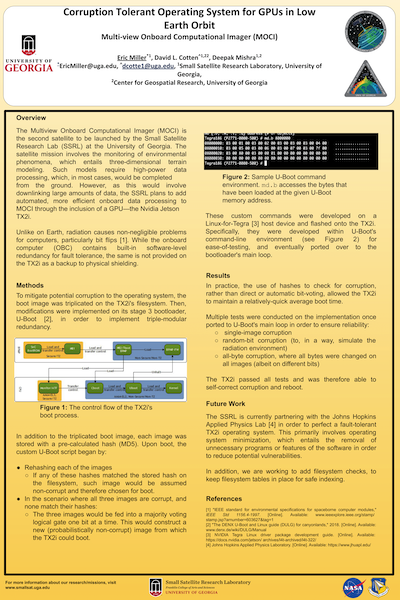 Corruption Tolerant Operating System for GPUs in Low
Earth Orbit
Multi-view Onboard Computational Imager (MOCI)
UNIVERSITY OF
GEORGIA
Eric Miller*1, David L. Cotten^1,22, Deepak Mishra1,2
*EricMiller@uga.edu, ^dcotte1@uga.edu, 1Small Satellite Research Laboratory, University of
Georgia,
2Center for Geospatial Research, University of Georgia
Overview
The Multiview Onboard Computational Imager (MOCI) is
the second satellite to be launched by the Small Satellite
Research Lab (SSRL) at the University of Georgia. The
satellite mission involves the monitoring of environmental
phenomena, which entails three-dimensional terrain
modeling. Such models require high-power data
processing, which, in most cases, would be completed
from the ground. However, as this would involve
downlinking large amounts of data, the SSRL plans to add
automated, more efficient onboard data processing to
MOCI through the inclusion of a GPU—the Nvidia Jetson
TX2i.
Unlike on Earth, radiation causes non-negligible problems
for computers, particularly bit flips [1]. While the onboard
computer (OBC) contains built-in software-level
redundancy for fault tolerance, the same is not provided on
the TX2i as a backup to physical shielding.
Methods
To mitigate potential corruption to the operating system, the
boot image was triplicated on the TX2i's filesystem. Then,
modifications were implemented on its stage 3 bootloader,
U-Boot [2], in order to implement triple-modular
redundancy.
Figure 1: The control flow of the TX2i's
boot process.
In addition to the triplicated boot image, each image was
stored with a pre-calculated hash (MD5). Upon boot, the
custom U-Boot script began by:
● Rehashing each of the images
○ If any of these hashes matched the stored hash on
the filesystem, such image would be assumed
non-corrupt and therefore chosen for boot.
● In the scenario where all three images are corrupt, and
none match their hashes:
○ The three images would be fed into a majority voting
logical gate one bit at a time. This would construct a
new (probabilistically non-corrupt) image from which
the TX2i could boot.
Figure 2: Sample U-Boot command
environment. nd.b accesses the bytes that
have been loaded at the given U-Boot
memory address.
These custom commands were developed on a
Linux-for-Tegra [3] host device and flashed onto the TX2i.
Specifically, they were developed within U-Boot's
command-line environment (see Figure 2) for
ease-of-testing, and eventually ported over to the
bootloader's main loop.
Results
In practice, the use of hashes to check for corruption,
rather than direct or automatic bit-voting, allowed the TX2i
to maintain a relatively-quick average boot time.
Multiple tests were conducted on the implementation once
ported to U-Boot's main loop in order to ensure reliability:
○ single-image corruption
○ random-bit corruption (to, in a way, simulate the
radiation environment)
○ all-byte corruption, where all bytes were changed on
all images (albeit on different bits)
The TX2i passed all tests and was therefore able to
self-correct corruption and reboot.
Future Work
The SSRL is currently partnering with the Johns Hopkins
Applied Physics Lab [4] in order to perfect a fault-tolerant
TX2i operating system. This primarily involves operating
system minimization, which entails the removal of
unnecessary programs or features of the software in order
to reduce potential vulnerabilities.
In addition, we are working to add filesystem checks, to
keep filesystem tables in place for safe indexing.
References
[1] "IEEE standard for environmental specifications for spaceborne computer modules,"
[2] "The DENX U-Boot and Linux guide (DULG) for canyonlands," 2018. [Online]. Available:
[3] NVIDIA Tegra Linux driver package development guide. [Online]. Available:
[4] Johns Hopkins Applied Physics Laboratory. [Online]. Available: https://www.jhuapl.edu/
For more information about our research/missions, visit
www.smallsat.uga.edu
Small Satellite Research Laboratory
UNIVERSITY OF GEORGIA
NASA